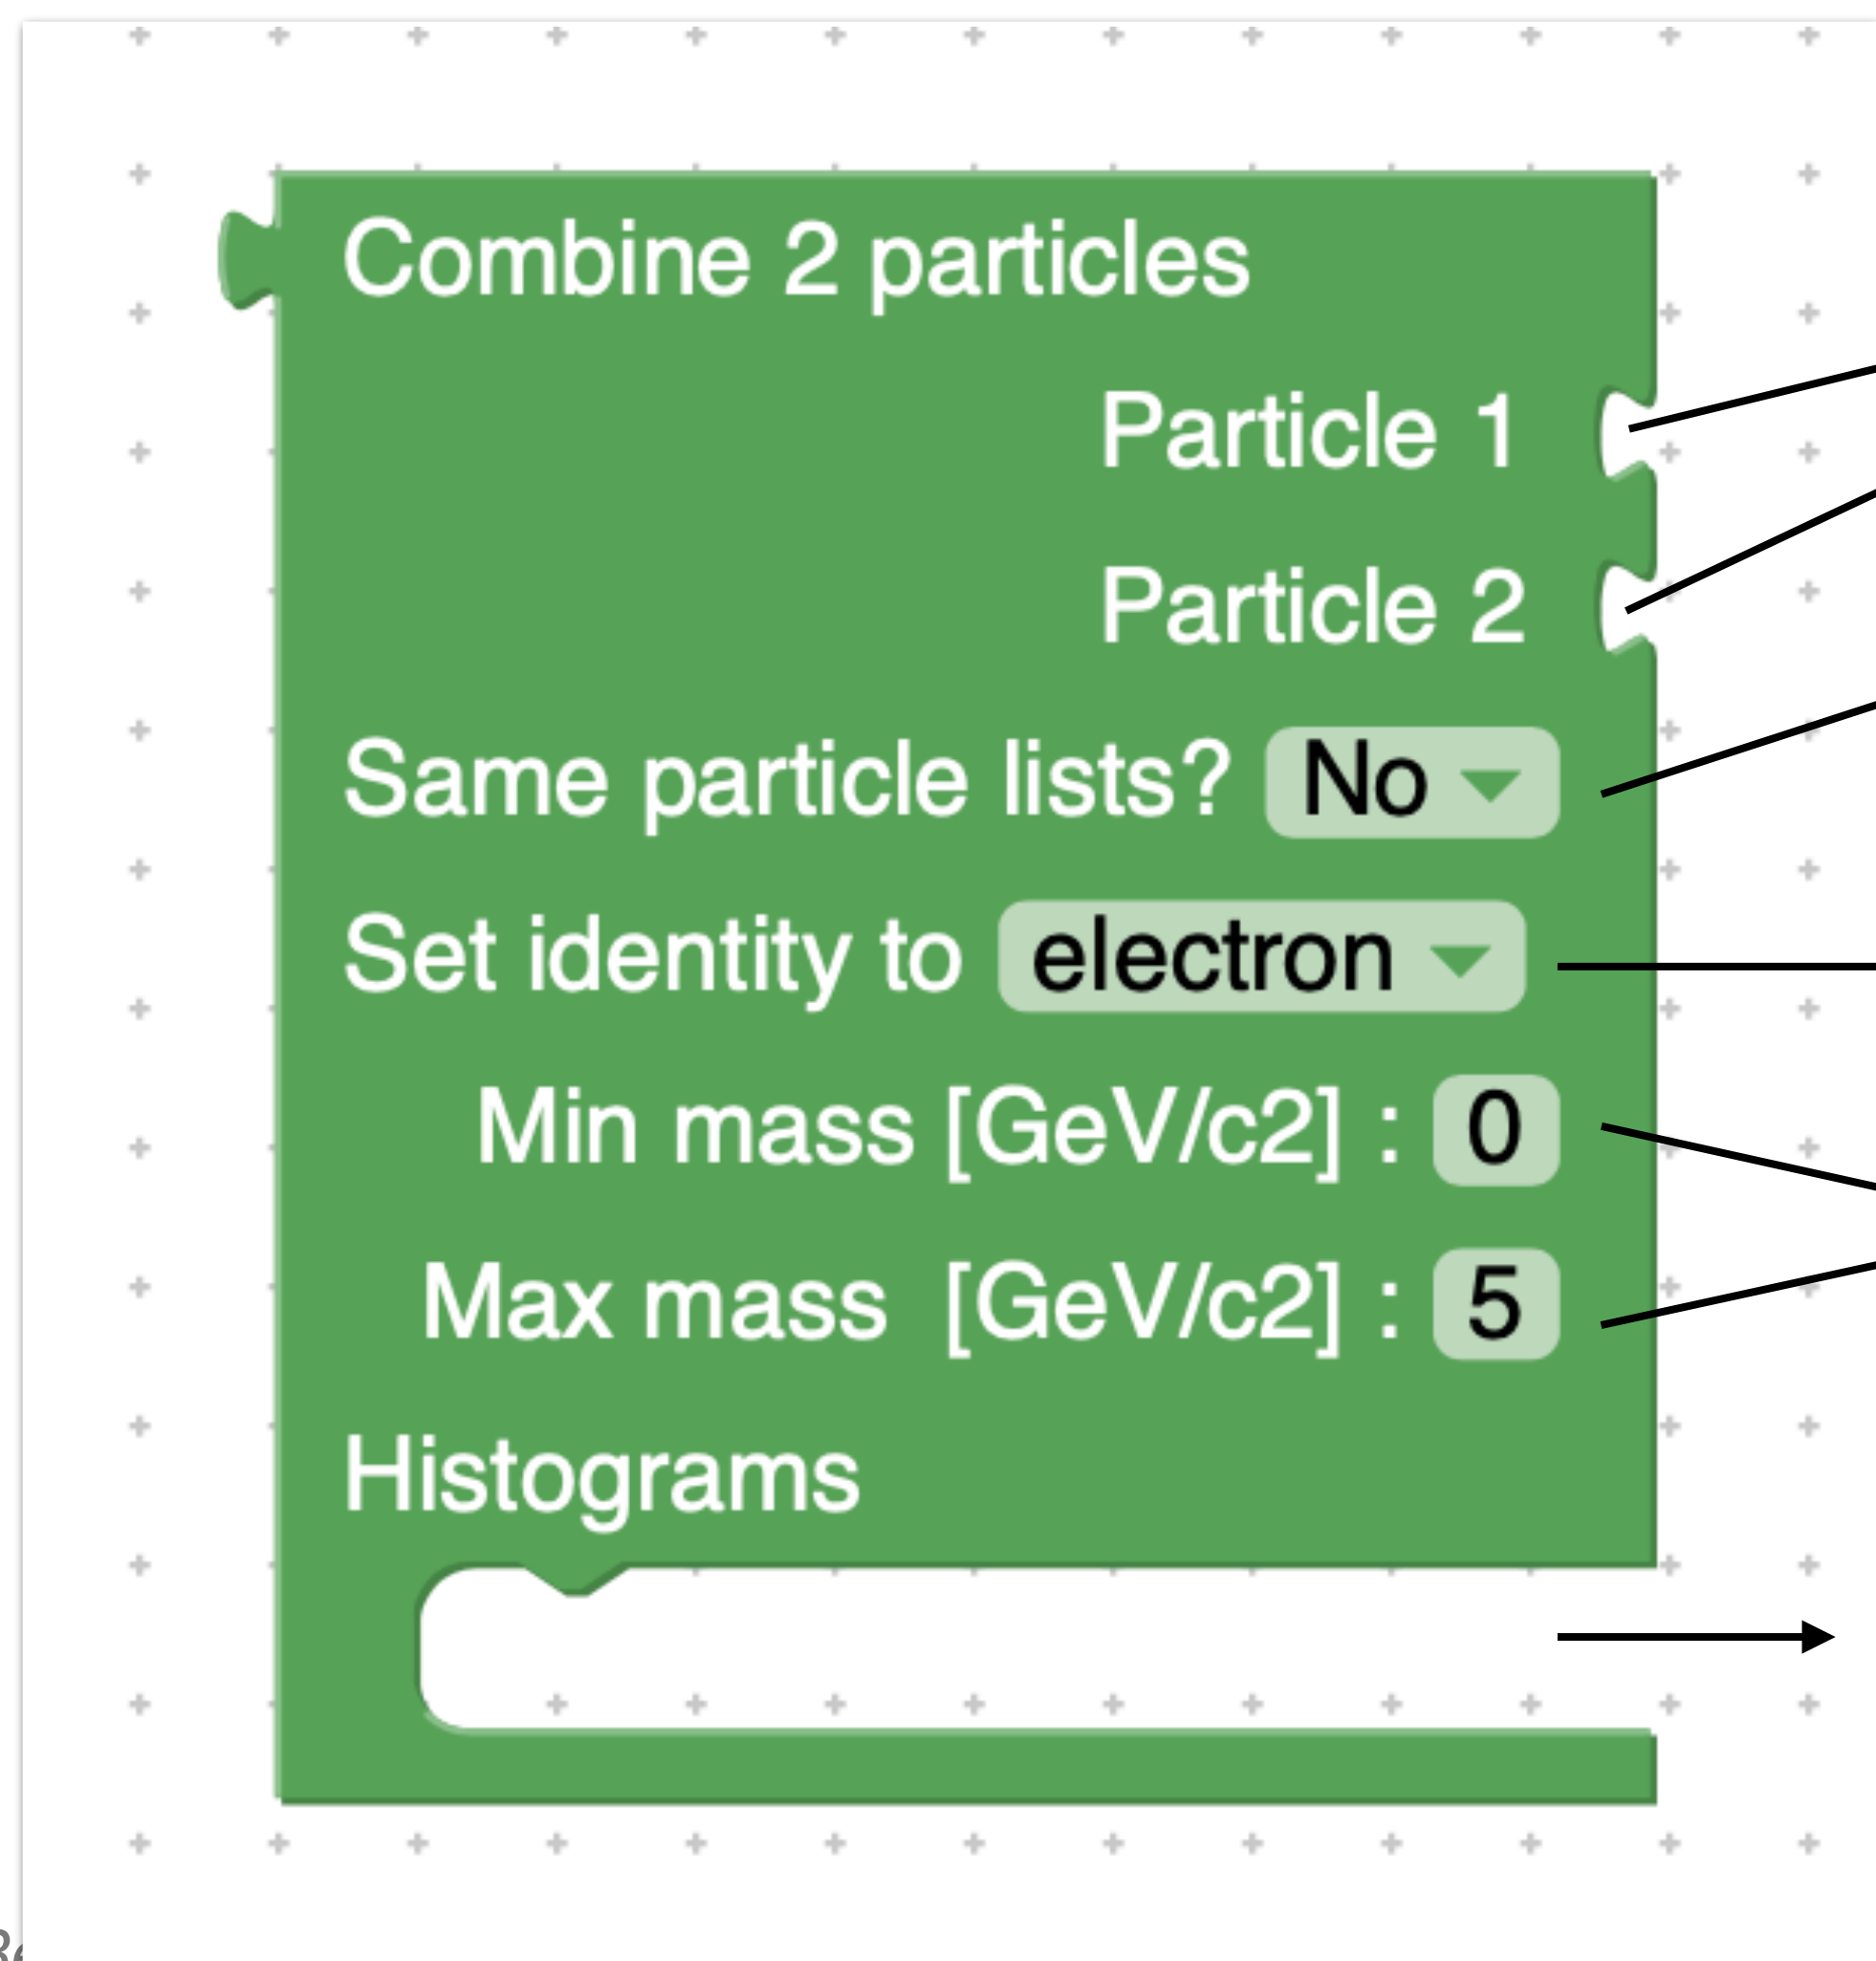 Combine 2 particles
Particle 1
Particle 2
Same particle lists? No
Set identity to electron
Min mass [GeV/c2] : 0
Max mass [GeV/c2] : 5
Histograms